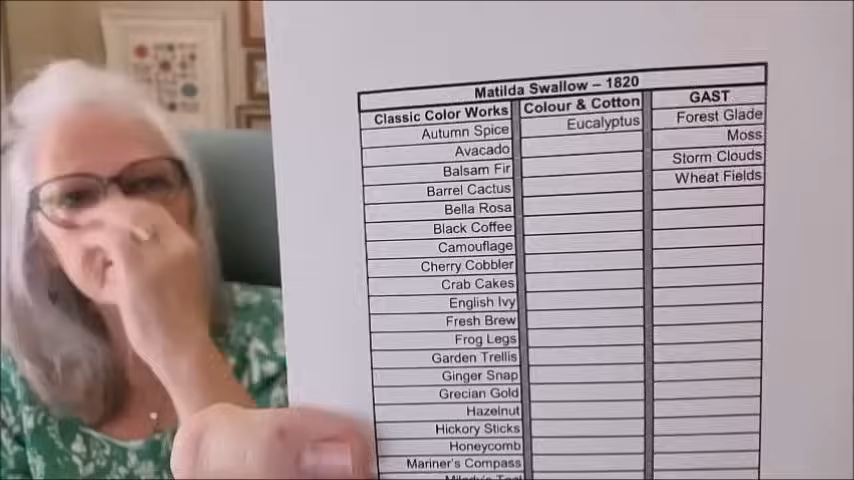 Matilda Swallow – 1820
Classic Color Works Colour & Cotton GAST
Autumn Spice Eucalyptus Forest Glade
Avacado Moss
Balsam Fir Storm Clouds
Barrel Cactus Wheat Fields
Bella Rosa
Black Coffee
Camouflage
Cherry Cobbler
Crab Cakes
English Ivy
Fresh Brew
Frog Legs
Garden Trellis
Ginger Snap
Grecian Gold
Hazelnut
Hickory Sticks
Honeycomb
Mariner's Compass